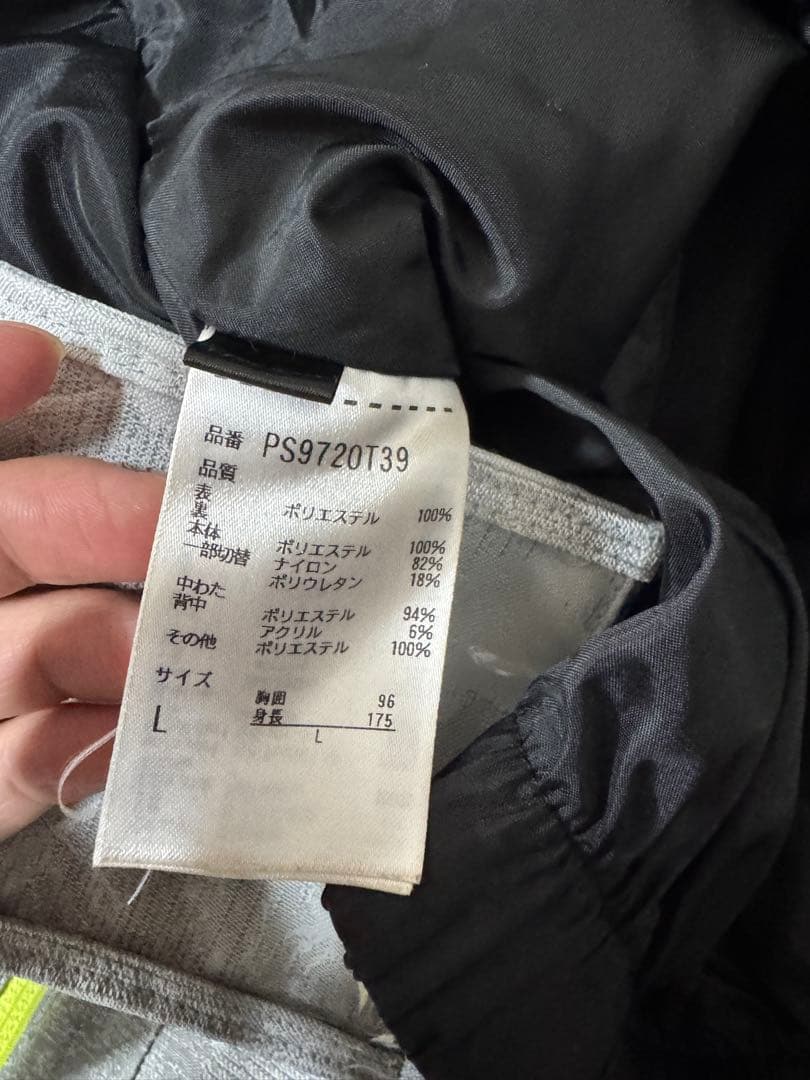 品番 PS9720T39
品質
表 ポリエステル 100%
裏
本体 ポリエステル 100%
一部切替 ナイロン 82%
ポリウレタン 18%
中わた
背中 ポリエステル 94%
アクリル 6%
その他 ポリエステル 100%
サイズ
L
胸囲 96
身長 175
L